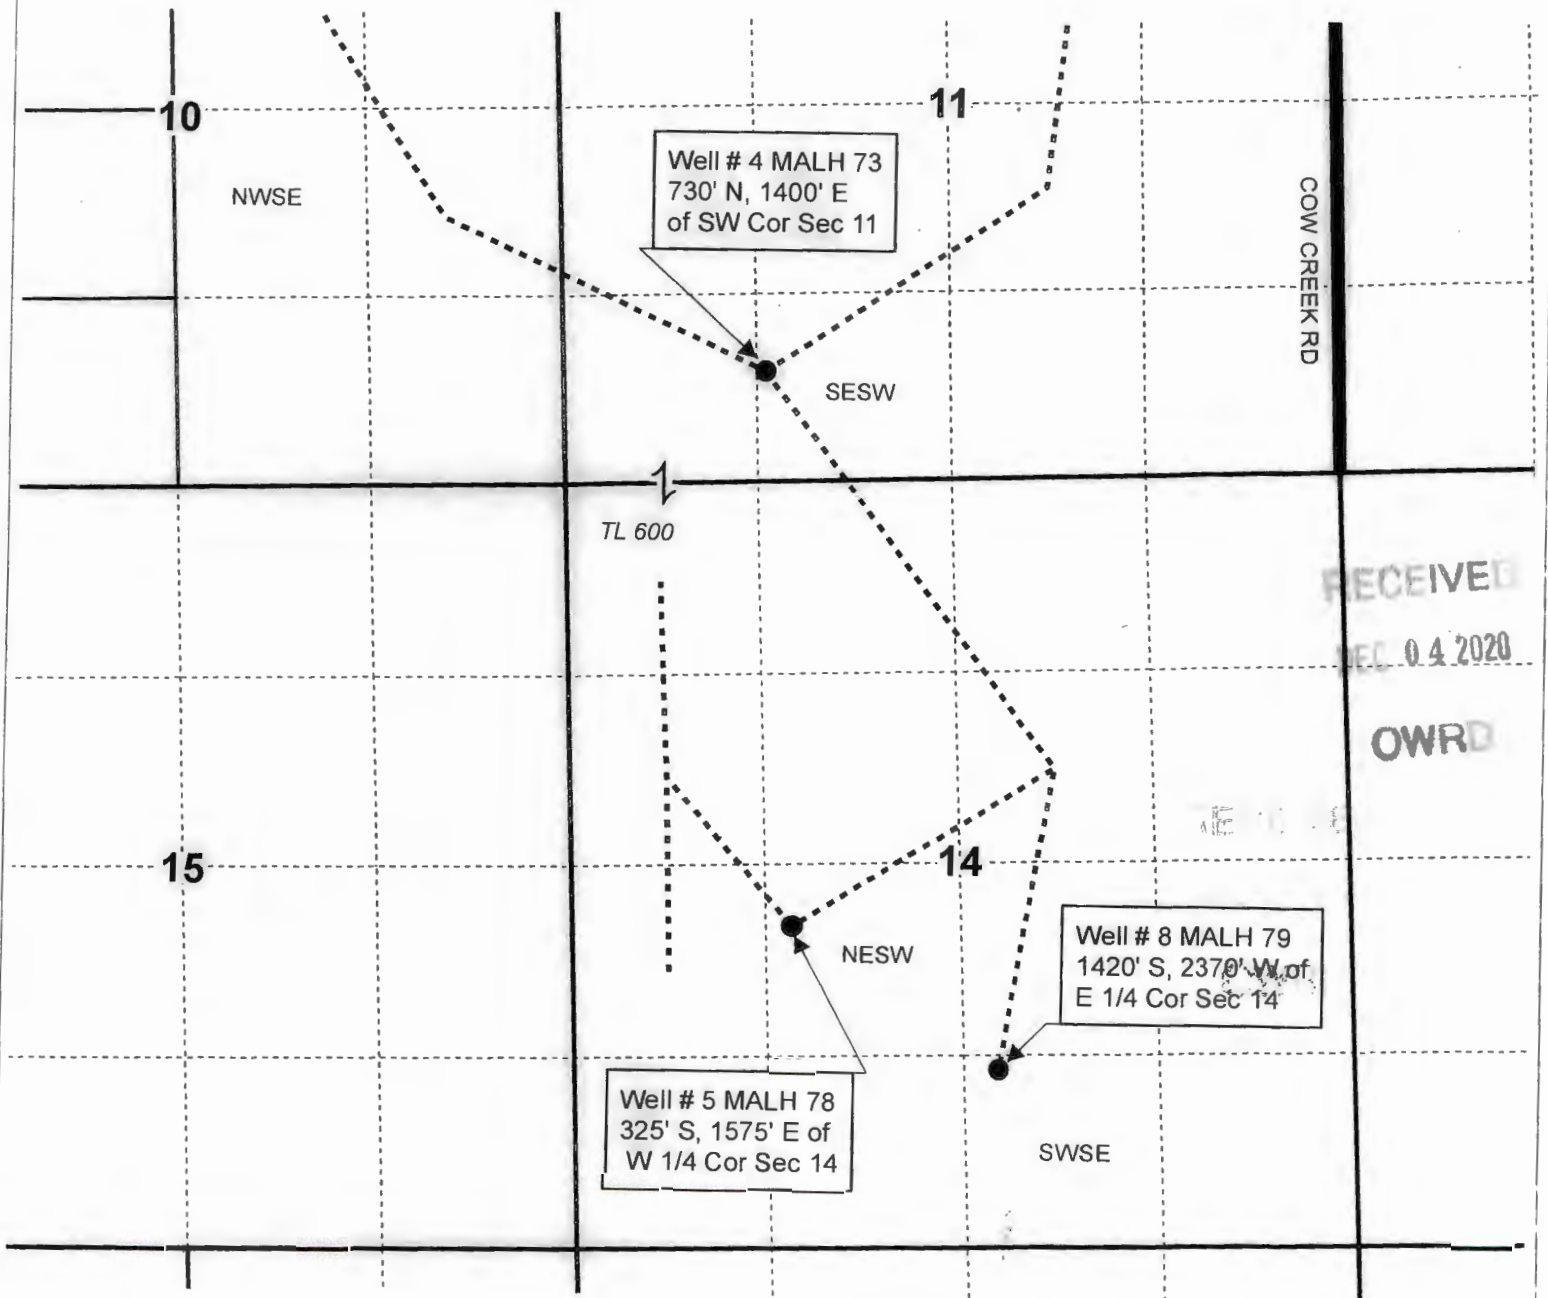 10
11
Well # 4 MALH 73
730' N, 1400' E
of SW Cor Sec 11
NWSE
COW CREEK RD
SESW
TL 600
RECEIVED
DEC 04 2020
OWRD
15
14
NESW
Well # 8 MALH 79
1420' S, 2370' W of
E 1/4 Cor Sec 14
Well # 5 MALH 78
325' S, 1575' E of
W 1/4 Cor Sec 14
SWSE